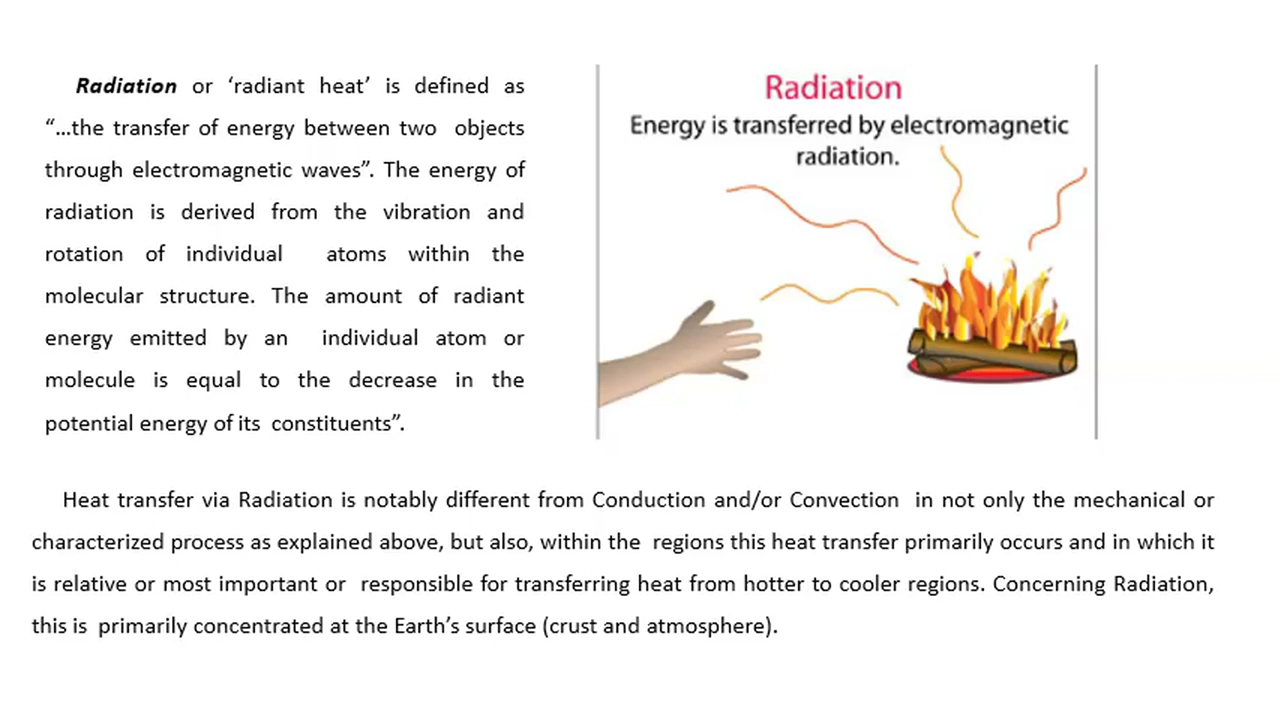 Radiation or ‘radiant heat’ is defined as
“...the transfer of energy between two objects
through electromagnetic waves”. The energy of
radiation is derived from the vibration and
rotation of individual atoms within the
molecular structure. The amount of radiant
energy emitted by an individual atom or
molecule is equal to the decrease in the
potential energy of its constituents”.
Radiation
Energy is transferred by electromagnetic
radiation.
Heat transfer via Radiation is notably different from Conduction and/or Convection in not only the mechanical or
characterized process as explained above, but also, within the regions this heat transfer primarily occurs and in which it
is relative or most important or responsible for transferring heat from hotter to cooler regions. Concerning Radiation,
this is primarily concentrated at the Earth’s surface (crust and atmosphere).